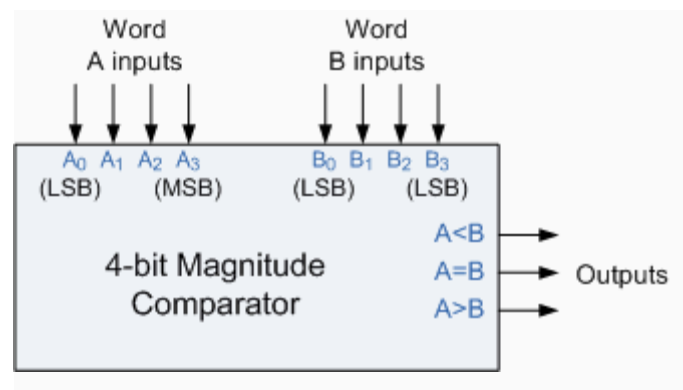 Word
A inputs
Word
B inputs
A0 A1 A2 A3
(LSB) (MSB)
B0 B1 B2 B3
(LSB) (LSB)
A<B
A=B
A>B
Outputs
4-bit Magnitude
Comparator